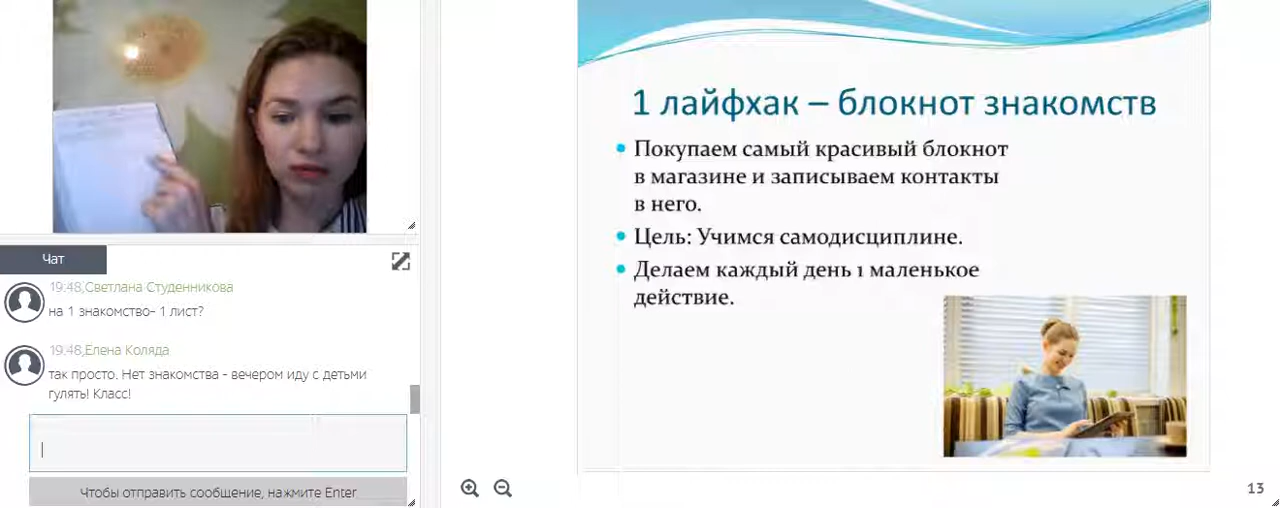 Чат
19:48,Светлана Студенникова
на 1 знакомство- 1 лист?
19:48,Елена Коляда
так просто. Нет знакомства - вечером иду с детьми
гулять! Класс!
Чтобы отправить сообщение, нажмите Enter
1 лайфхак – блокнот знакомств
Покупаем самый красивый блокнот
в магазине и записываем контакты
в него.
Цель: Учимся самодисциплине.
Делаем каждый день 1 маленькое
действие.
13